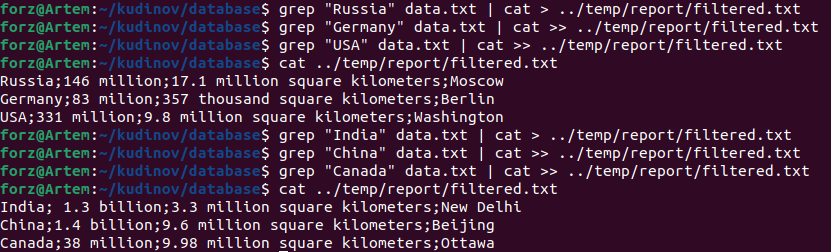 forz@Artem:~/kudinov/database$ grep "Russia" data.txt | cat > ../temp/report/filtered.txt
forz@Artem:~/kudinov/database$ grep "Germany" data.txt | cat >> ../temp/report/filtered.txt
forz@Artem:~/kudinov/database$ grep "USA" data.txt | cat >> ../temp/report/filtered.txt
forz@Artem:~/kudinov/database$ cat ../temp/report/filtered.txt
Russia;146 million;17.1 million square kilometers;Moscow
Germany;83 million;357 thousand square kilometers;Berlin
USA;331 million;9.8 million square kilometers;Washington
forz@Artem:~/kudinov/database$ grep "India" data.txt | cat > ../temp/report/filtered.txt
forz@Artem:~/kudinov/database$ grep "China" data.txt | cat >> ../temp/report/filtered.txt
forz@Artem:~/kudinov/database$ grep "Canada" data.txt | cat >> ../temp/report/filtered.txt
forz@Artem:~/kudinov/database$ cat ../temp/report/filtered.txt
India; 1.3 billion;3.3 million square kilometers;New Delhi
China;1.4 billion;9.6 million square kilometers;Beijing
Canada;38 million;9.98 million square kilometers;Ottawa